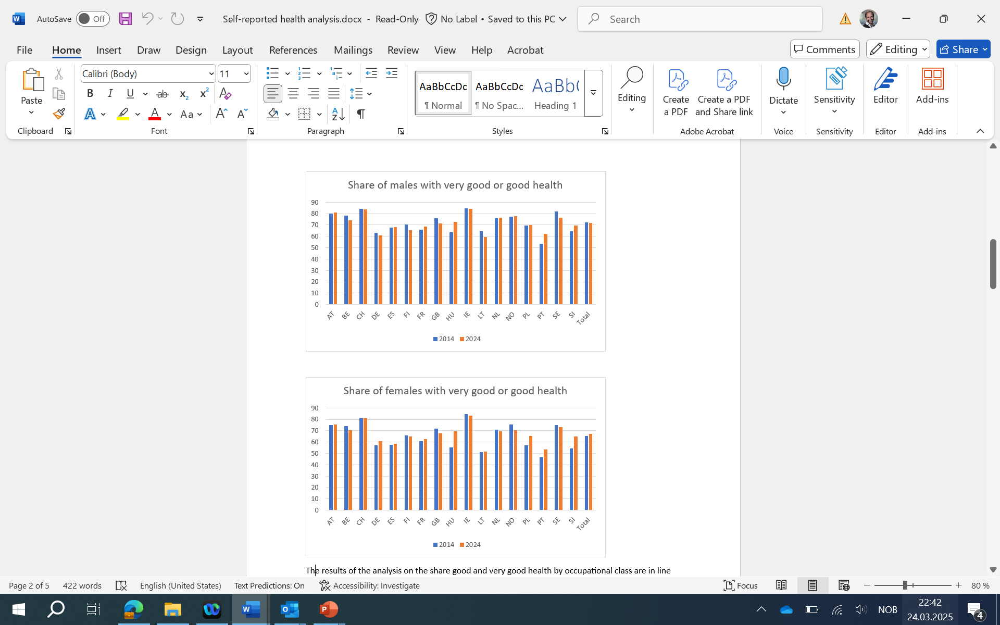 AutoSave Off Self-reported health analysis.docx - Read-Only No Label • Saved to this PC Search
File Home Insert Draw Design Layout References Mailings Review View Help Acrobat Comments Editing Share
Paste
Clipboard
Calibri (Body) 11
B I U ab x₂ x² A
A A Aa A A
Font
Paragraph
AaBbCcDc AaBbCcDc AaBb(
¶ Normal ¶ No Spac... Heading 1
Styles
Editing
Create a PDF
Create a PDF and Share link
Adobe Acrobat
Dictate
Voice
Sensitivity
Sensitivity
Editor
Editor
Add-ins
Add-ins
Share of males with very good or good health
90
80
70
60
50
40
30
20
10
0
AT BE CH DE ES FI FR GB HU IE LT NL NO PL PT SE SI Total
2014 2024
Share of females with very good or good health
90
80
70
60
50
40
30
20
10
0
AT BE CH DE ES FI FR GB HU IE LT NL NO PL PT SE SI Total
2014 2024
The results of the analysis on the share good and very good health by occupational class are in line
Page 2 of 5 422 words English (United States) Text Predictions: On Accessibility: Investigate Focus 80 %
NOB 22:42
24.03.2025 4